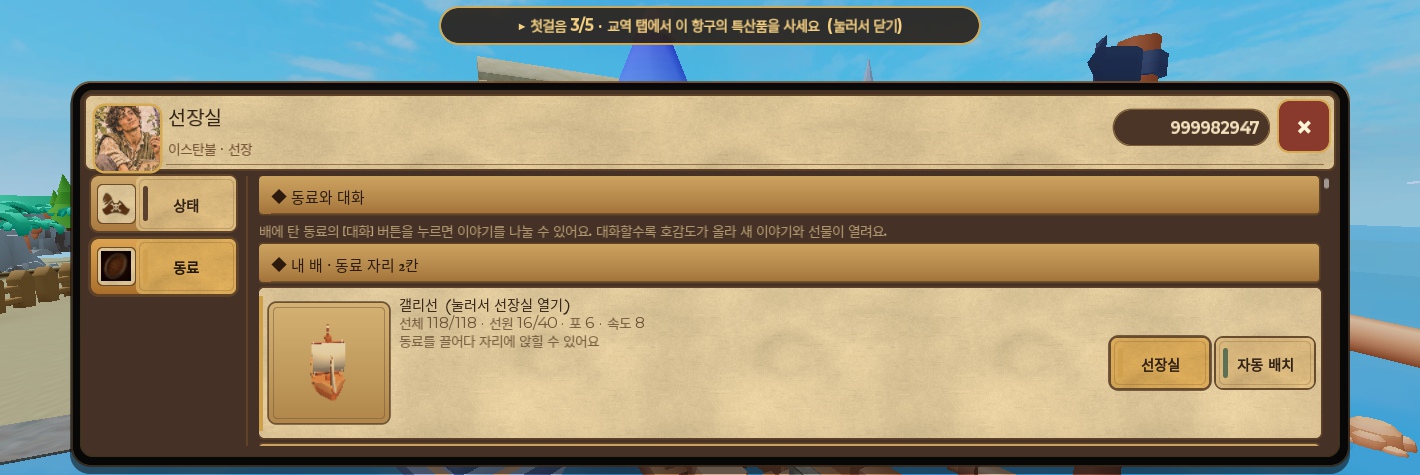 ▸ 첫걸음 3/5 · 교역 탭에서 이 항구의 특산품을 사세요 (눌러서 닫기)
선장실
이스탄불 · 선장
999982947
×
상태
동료
◆ 동료와 대화
배에 탄 동료의 [대화] 버튼을 누르면 이야기를 나눌 수 있어요. 대화할수록 호감도가 올라 새 이야기와 선물이 열려요.
◆ 내 배 · 동료 자리 2칸
갤리선 (눌러서 선장실 열기)
선체 118/118 · 선원 16/40 · 포 6 · 속도 8
동료를 끌어다 자리에 앉힐 수 있어요
선장실
자동 배치